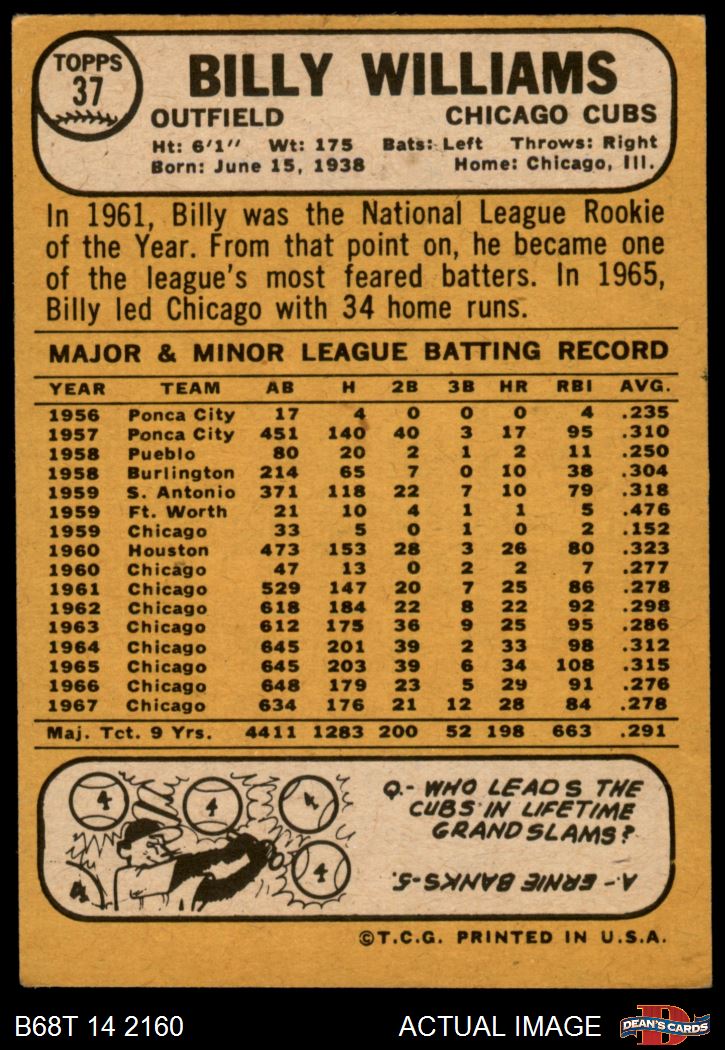 TOPPS
37
BILLY WILLIAMS
OUTFIELD CHICAGO CUBS
Ht: 6'1" Wt: 175 Bats: Left Throws: Right
Born: June 15, 1938 Home: Chicago, Ill.
In 1961, Billy was the National League Rookie
of the Year. From that point on, he became one
of the league's most feared batters. In 1965,
Billy led Chicago with 34 home runs.
MAJOR & MINOR LEAGUE BATTING RECORD
YEAR TEAM AB H 2B 3B HR RBI AVG.
1956 Ponca City 17 4 0 0 0 4 .235
1957 Ponca City 451 140 40 3 17 95 .310
1958 Pueblo 80 20 2 1 2 11 .250
1958 Burlington 214 65 7 0 10 38 .304
1959 S. Antonio 371 118 22 7 10 79 .318
1959 Ft. Worth 21 10 4 1 1 5 .476
1959 Chicago 33 5 0 1 0 2 .152
1960 Houston 473 153 28 3 26 80 .323
1960 Chicago 47 13 0 2 2 7 .277
1961 Chicago 529 147 20 7 25 86 .278
1962 Chicago 618 184 22 8 22 92 .298
1963 Chicago 612 175 36 9 25 95 .286
1964 Chicago 645 201 39 2 33 98 .312
1965 Chicago 645 203 39 6 34 108 .315
1966 Chicago 648 179 23 5 29 91 .276
1967 Chicago 634 176 21 12 28 84 .278
Maj. Tct. 9 Yrs. 4411 1283 200 52 198 663 .291
4 4 4 4 4
Q.- WHO LEADS THE
CUBS IN LIFETIME
GRAND SLAMS?
A- ERNIE BANKS-5.
©T.C.G. PRINTED IN U.S.A.
B68T 14 2160 ACTUAL IMAGE D DEAN'S CARDS